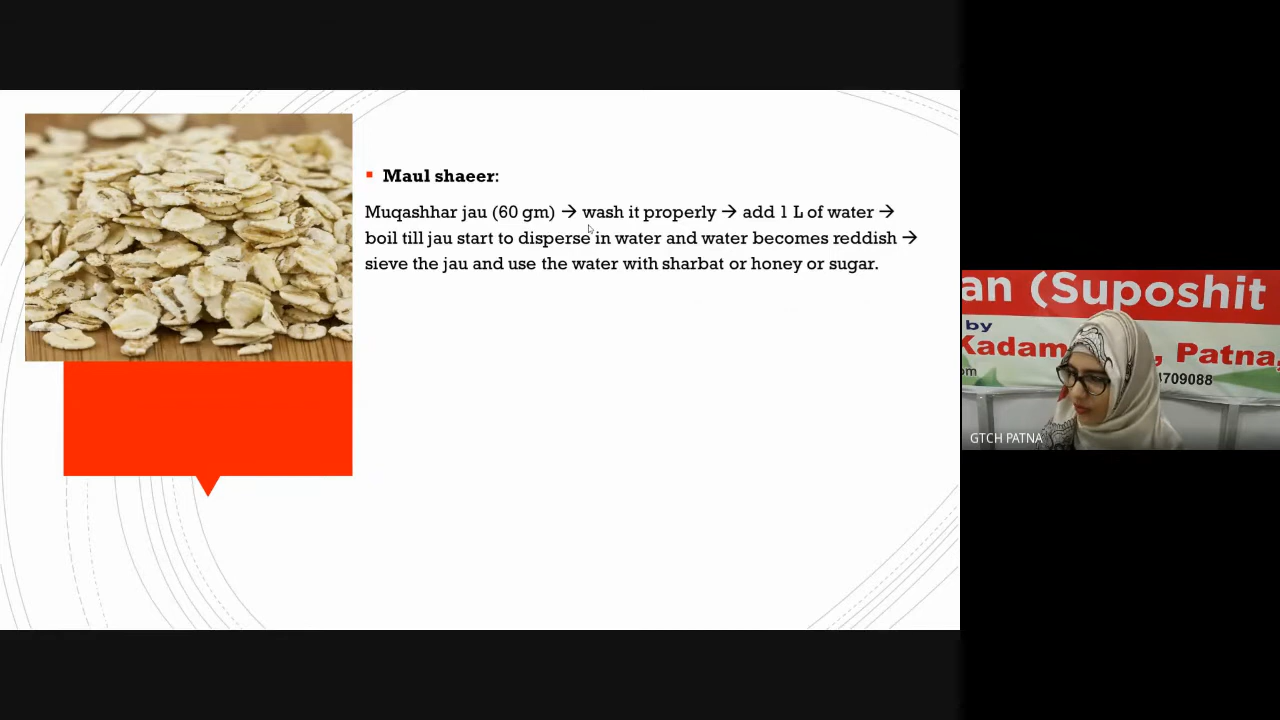 Maul shaeer:
Muqashhar jau (60 gm) → wash it properly → add 1 L of water →
boil till jau start to disperse in water and water becomes reddish →
sieve the jau and use the water with sharbat or honey or sugar.
an (Suposhit
by
Kadam , Patna,
om 4709088
GTCH PATNA